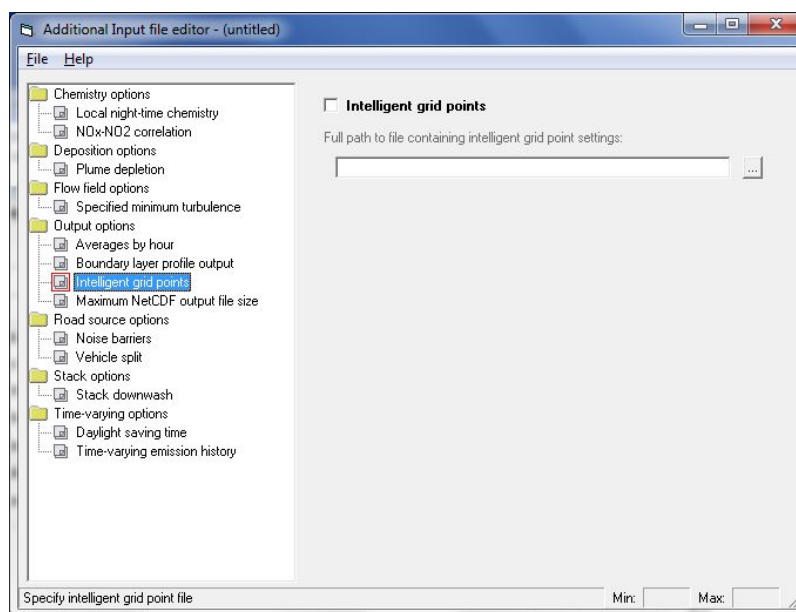 Additional Input file editor - (untitled)
File Help
Chemistry options
Local night-time chemistry
NOx-NO2 correlation
Deposition options
Plume depletion
Flow field options
Specified minimum turbulence
Output options
Averages by hour
Boundary layer profile output
Intelligent grid points
Maximum NetCDF output file size
Road source options
Noise barriers
Vehicle split
Stack options
Stack downwash
Time-varying options
Daylight saving time
Time-varying emission history
Intelligent grid points
Full path to file containing intelligent grid point settings:
...
Specify intelligent grid point file
Min: Max: